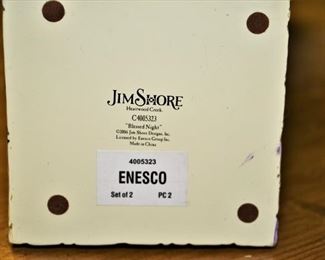 JIM SHORE
Heartwood Creek
C4005323
"Blessed Night"
©2006 Jim Shore Designs, Inc.
Licensed by Enesco Group Inc.
Made in China
4005323
ENESCO
Set of 2 PC 2